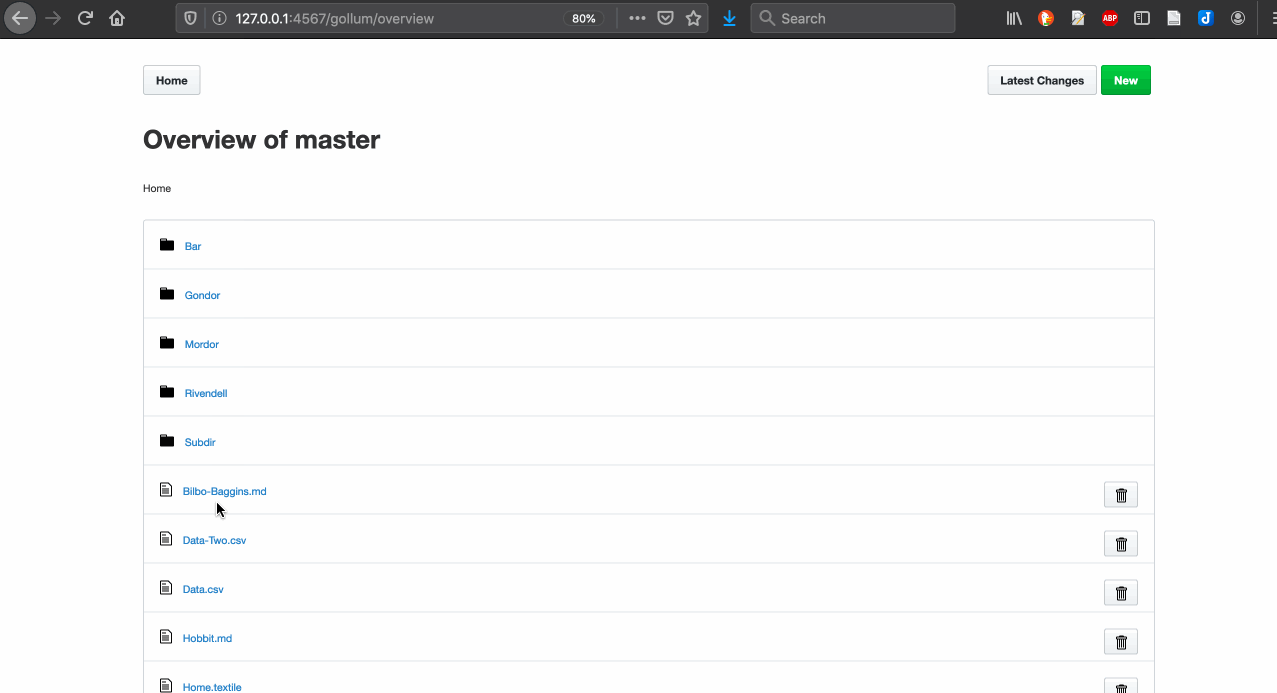 127.0.0.1:4567/gollum/overview 80% Search ABP
Home Latest Changes New
Overview of master
Home
Bar
Gondor
Mordor
Rivendell
Subdir
Bilbo-Baggins.md
Data-Two.csv
Data.csv
Hobbit.md
Home.textile